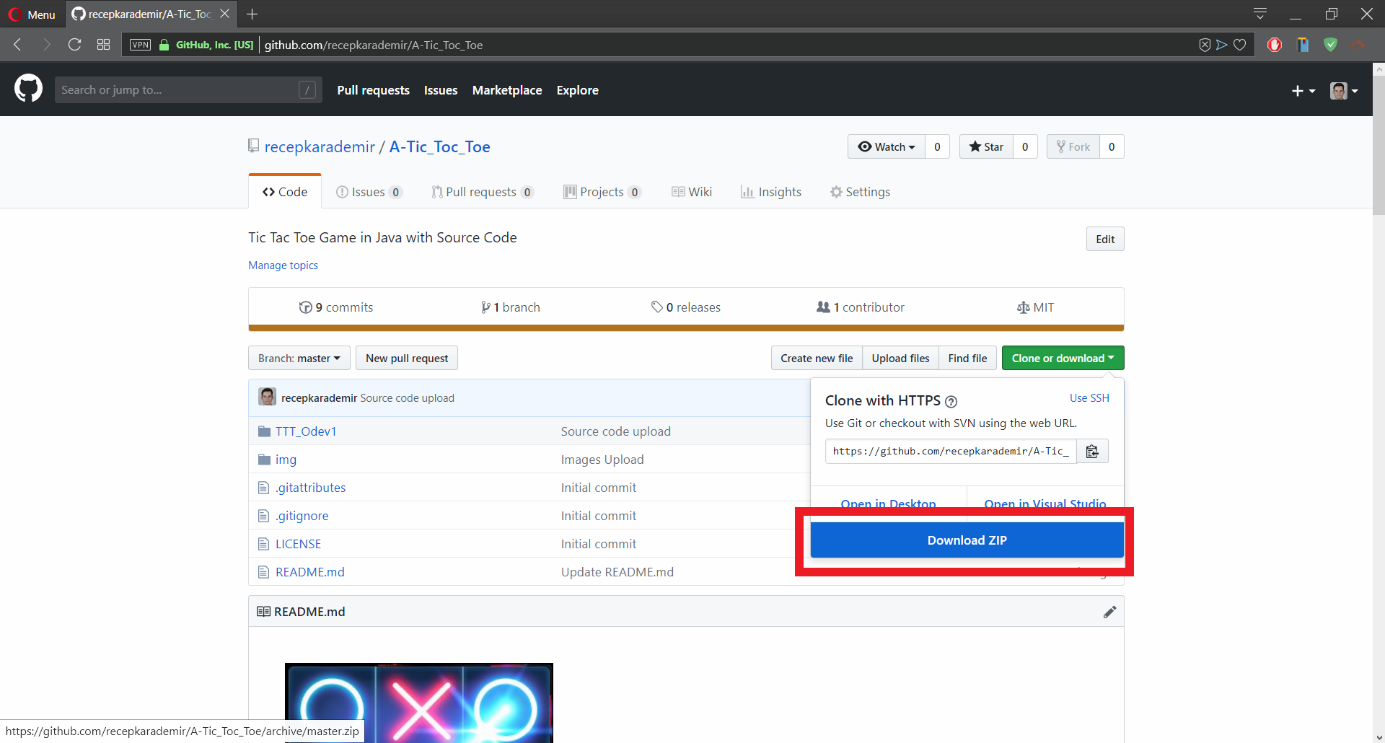 Menu recepkarademir/A-Tic_Toc
VPN GitHub, Inc. [US] github.com/recepkarademir/A-Tic_Toc_Toe
Search or jump to... / Pull requests Issues Marketplace Explore
recepkarademir / A-Tic_Toc_Toe Watch 0 Star 0 Fork 0
Code Issues 0 Pull requests 0 Projects 0 Wiki Insights Settings
Tic Tac Toe Game in Java with Source Code Edit
Manage topics
9 commits 1 branch 0 releases 1 contributor MIT
Branch: master New pull request Create new file Upload files Find file Clone or download
recepkarademir Source code upload
Clone with HTTPS Use SSH
Use Git or checkout with SVN using the web URL.
https://github.com/recepkarademir/A-Tic_
Open in Desktop Open in Visual Studio
Download ZIP
TTT_Odev1 Source code upload
img Images Upload
.gitattributes Initial commit
.gitignore Initial commit
LICENSE Initial commit
README.md Update README.md
README.md
https://github.com/recepkarademir/A-Tic_Toc_Toe/archive/master.zip